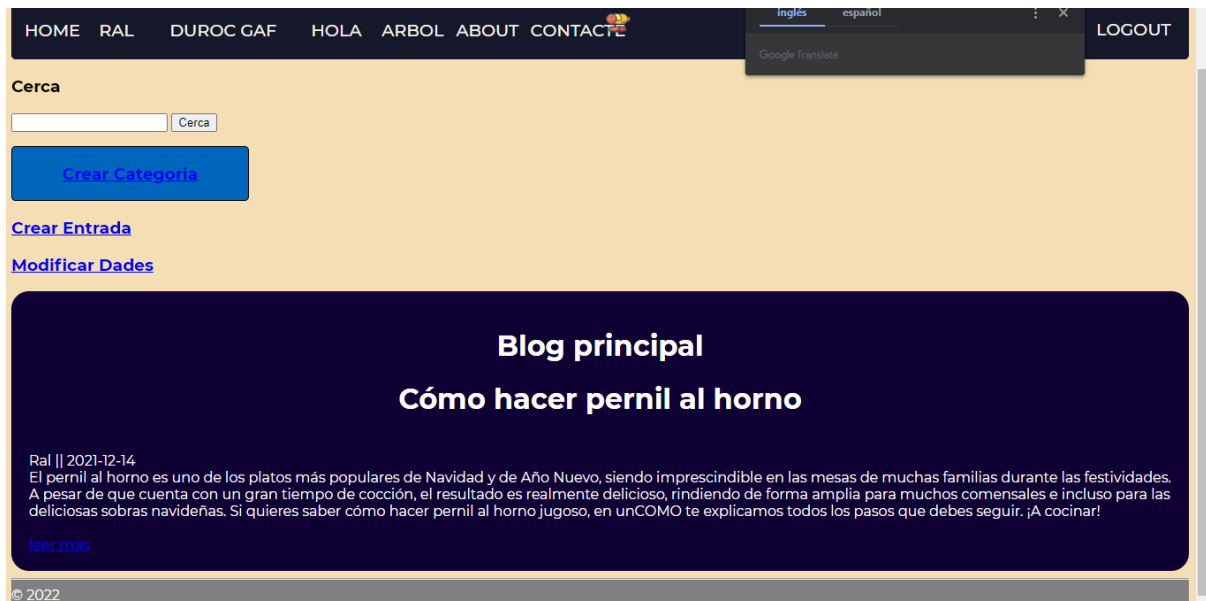 HOME RAL DUROC GAF HOLA ARBOL ABOUT CONTACTE LOGOUT
inglés español
Google Translate
Cerca
Cerca
Crear Categoria
Crear Entrada
Modificar Dades
Blog principal
Cómo hacer pernil al horno
Ral || 2021-12-14
El pernil al horno es uno de los platos más populares de Navidad y de Año Nuevo, siendo imprescindible en las mesas de muchas familias durante las festividades.
A pesar de que cuenta con un gran tiempo de cocción, el resultado es realmente delicioso, rindiendo de forma amplia para muchos comensales e incluso para las
deliciosas sobras navideñas. Si quieres saber cómo hacer pernil al horno jugoso, en unCOMO te explicamos todos los pasos que debes seguir. ¡A cocinar!
leer mas
© 2022